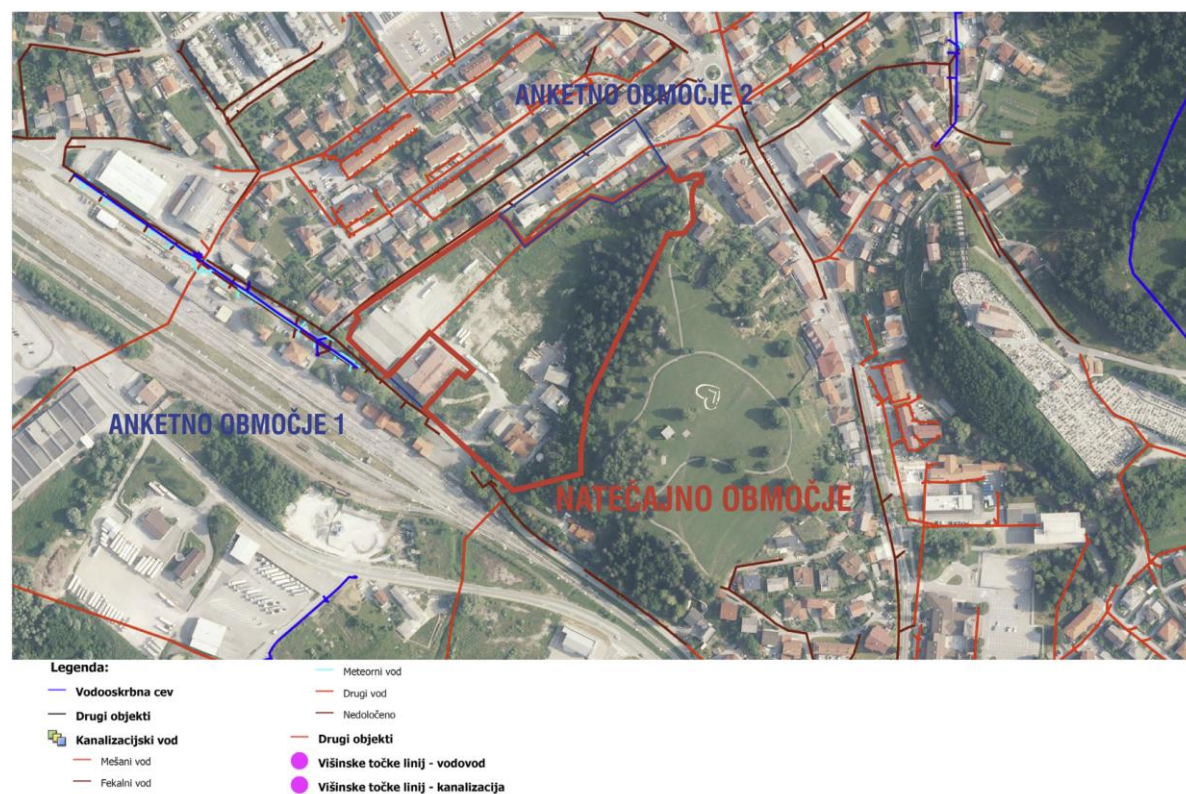 ANKETNO OBMOČJE 2
ANKETNO OBMOČJE 1
NATEČAJNO OBMOČJE
Legenda:
Vodooskrbna cev
Drugi objekti
Kanalizacijski vod
Mešani vod
Fekalni vod
Meteorni vod
Drugi vod
Nedoločeno
Drugi objekti
Višinske točke linij - vodovod
Višinske točke linij - kanalizacija